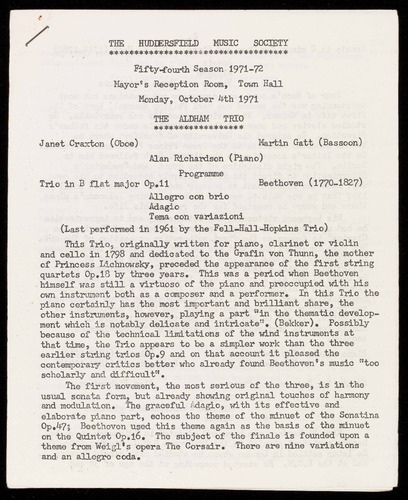 THE HUDDERSFIELD MUSIC SOCIETY
************************************
Fifty-fourth Season 1971-72
Mayor's Reception Room, Town Hall
Monday, October 4th 1971
THE ALDHAM TRIO
******************
Janet Craxton (Oboe) Martin Gatt (Bassoon)
Alan Richardson (Piano)
Programme
Trio in B flat major Op.11 Beethoven (1770-1827)
Allegro con brio
Adagio
Tema con variazioni
(Last performed in 1961 by the Fell-Hall-Hopkins Trio)
This Trio, originally written for piano, clarinet or violin
and cello in 1798 and dedicated to the Grafin von Thunn, the mother
of Princess Lichnowsky, preceded the appearance of the first string
quartets Op.18 by three years. This was a period when Beethoven
himself was still a virtuoso of the piano and preoccupied with his
own instrument both as a composer and a performer. In this Trio the
piano certainly has the most important and brilliant share, the
other instruments, however, playing a part "in the thematic develop-
ment which is notably delicate and intricate". (Bekker). Possibly
because of the technical limitations of the wind instruments at
that time, the Trio appears to be a simpler work than the three
earlier string trios Op.9 and on that account it pleased the
contemporary critics better who already found Beethoven's music "too
scholarly and difficult".
The first movement, the most serious of the three, is in the
usual sonata form, but already showing original touches of harmony
and modulation. The graceful Adagio, with its effective and
elaborate piano part, echoes the theme of the minuet of the Sonatina
Op.47; Beethoven used this theme again as the basis of the minuet
on the Quintet Op.16. The subject of the finale is founded upon a
theme from Weigl's opera The Corsair. There are nine variations
and an allegro coda.